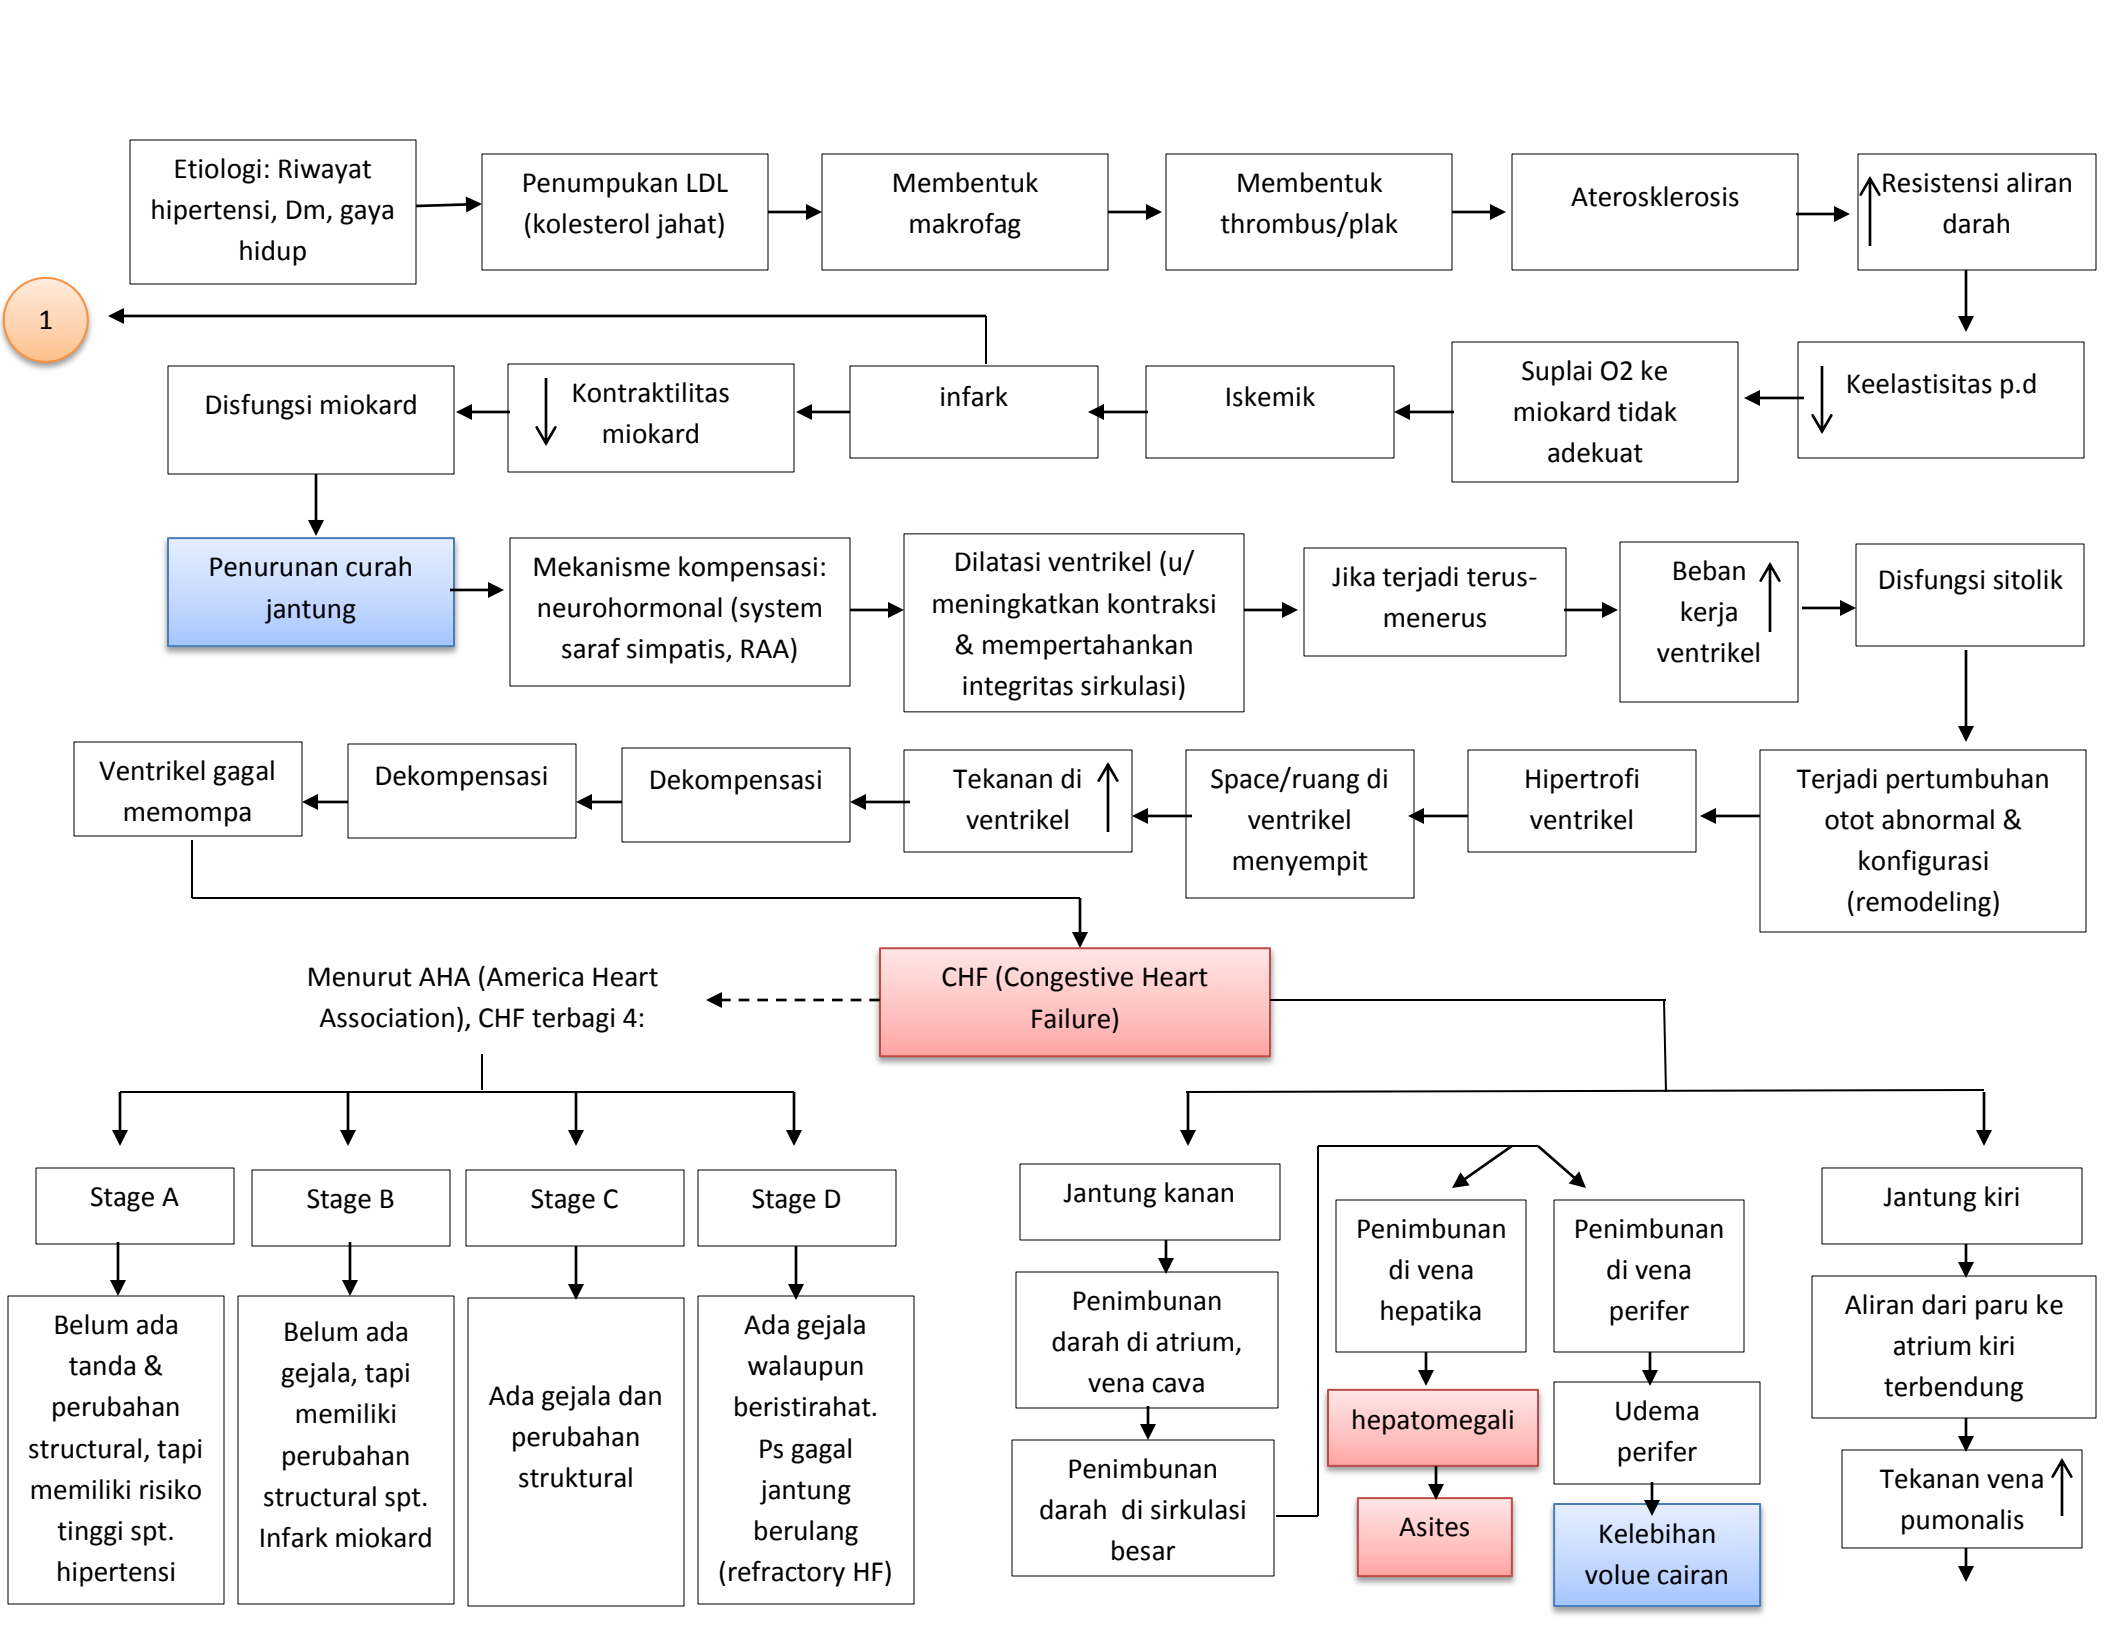 Etiologi: Riwayat
hipertensi, Dm, gaya
hidup
Penumpukan LDL
(kolesterol jahat)
Membentuk
makrofag
Membentuk
thrombus/plak
Aterosklerosis
Resistensi aliran
darah
1
Disfungsi miokard
Kontraktilitas
miokard
infark
Iskemik
Suplai O2 ke
miokard tidak
adekuat
Keelastisitas p.d
Penurunan curah
jantung
Mekanisme kompensasi:
neurohormonal (system
saraf simpatis, RAA)
Dilatasi ventrikel (u/
meningkatkan kontraksi
& mempertahankan
integritas sirkulasi)
Jika terjadi terus-
menerus
Beban
kerja
ventrikel
Disfungsi sitolik
Ventrikel gagal
memompa
Dekompensasi
Dekompensasi
Tekanan di
ventrikel
Space/ruang di
ventrikel
menyempit
Hipertrofi
ventrikel
Terjadi pertumbuhan
otot abnormal &
konfigurasi
(remodeling)
Menurut AHA (America Heart
Association), CHF terbagi 4:
CHF (Congestive Heart
Failure)
Stage A
Stage B
Stage C
Stage D
Belum ada
tanda &
perubahan
structural, tapi
memiliki risiko
tinggi spt.
hipertensi
Belum ada
gejala, tapi
memiliki
perubahan
structural spt.
Infark miokard
Ada gejala dan
perubahan
struktural
Ada gejala
walaupun
beristirahat.
Ps gagal
jantung
berulang
(refractory HF)
Jantung kanan
Penimbunan
darah di atrium,
vena cava
Penimbunan
darah  di sirkulasi
besar
Penimbunan
di vena
hepatika
hepatomegali
Asites
Penimbunan
di vena
perifer
Udema
perifer
Kelebihan
volue cairan
Jantung kiri
Aliran dari paru ke
atrium kiri
terbendung
Tekanan vena
pumonalis